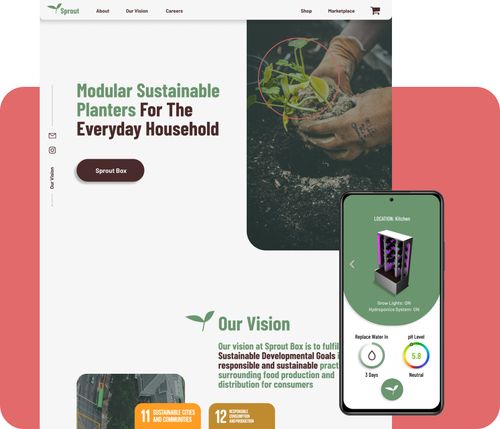 Sprout
About
Our Vision
Careers
Shop
Marketplace
Modular Sustainable
Planters For The
Everyday Household
Sprout Box
Our Vision
LOCATION: Kitchen
Grow Lights: ON
Hydroponics System: ON
Replace Water In
pH Level
5.8
3 Days
Neutral
Our Vision
Our vision at Sprout Box is to fulfil
Sustainable Developmental Goals
responsible and sustainable pract
surrounding food production and
distribution for consumers
11 SUSTAINABLE CITIES
AND COMMUNITIES
12 RESPONSIBLE
CONSUMPTION
AND PRODUCTION